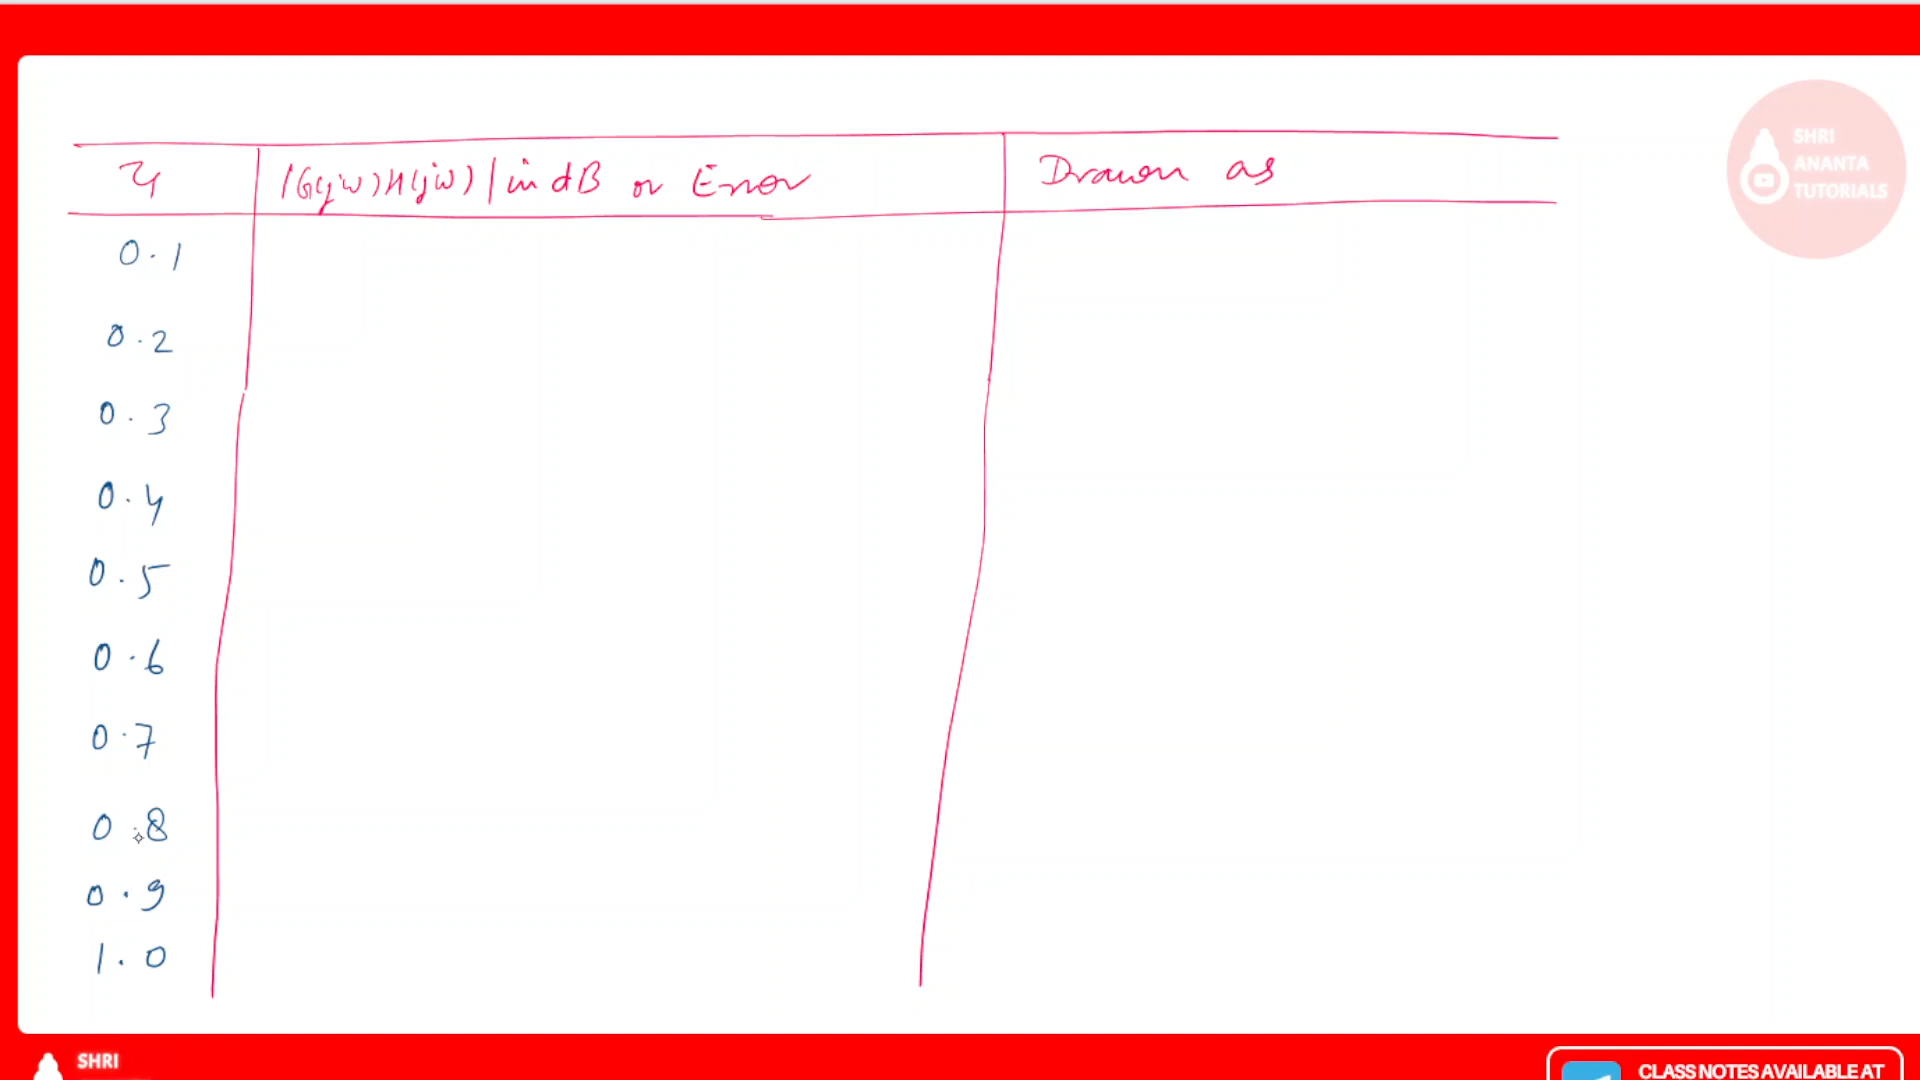 SHRI
ANANTA
TUTORIALS
ξ |G(jω)H(jω)| in dB or Error Drawn as
0.1
0.2
0.3
0.4
0.5
0.6
0.7
0.8
0.9
1.0
SHRI
CLASS NOTES AVAILABLE AT